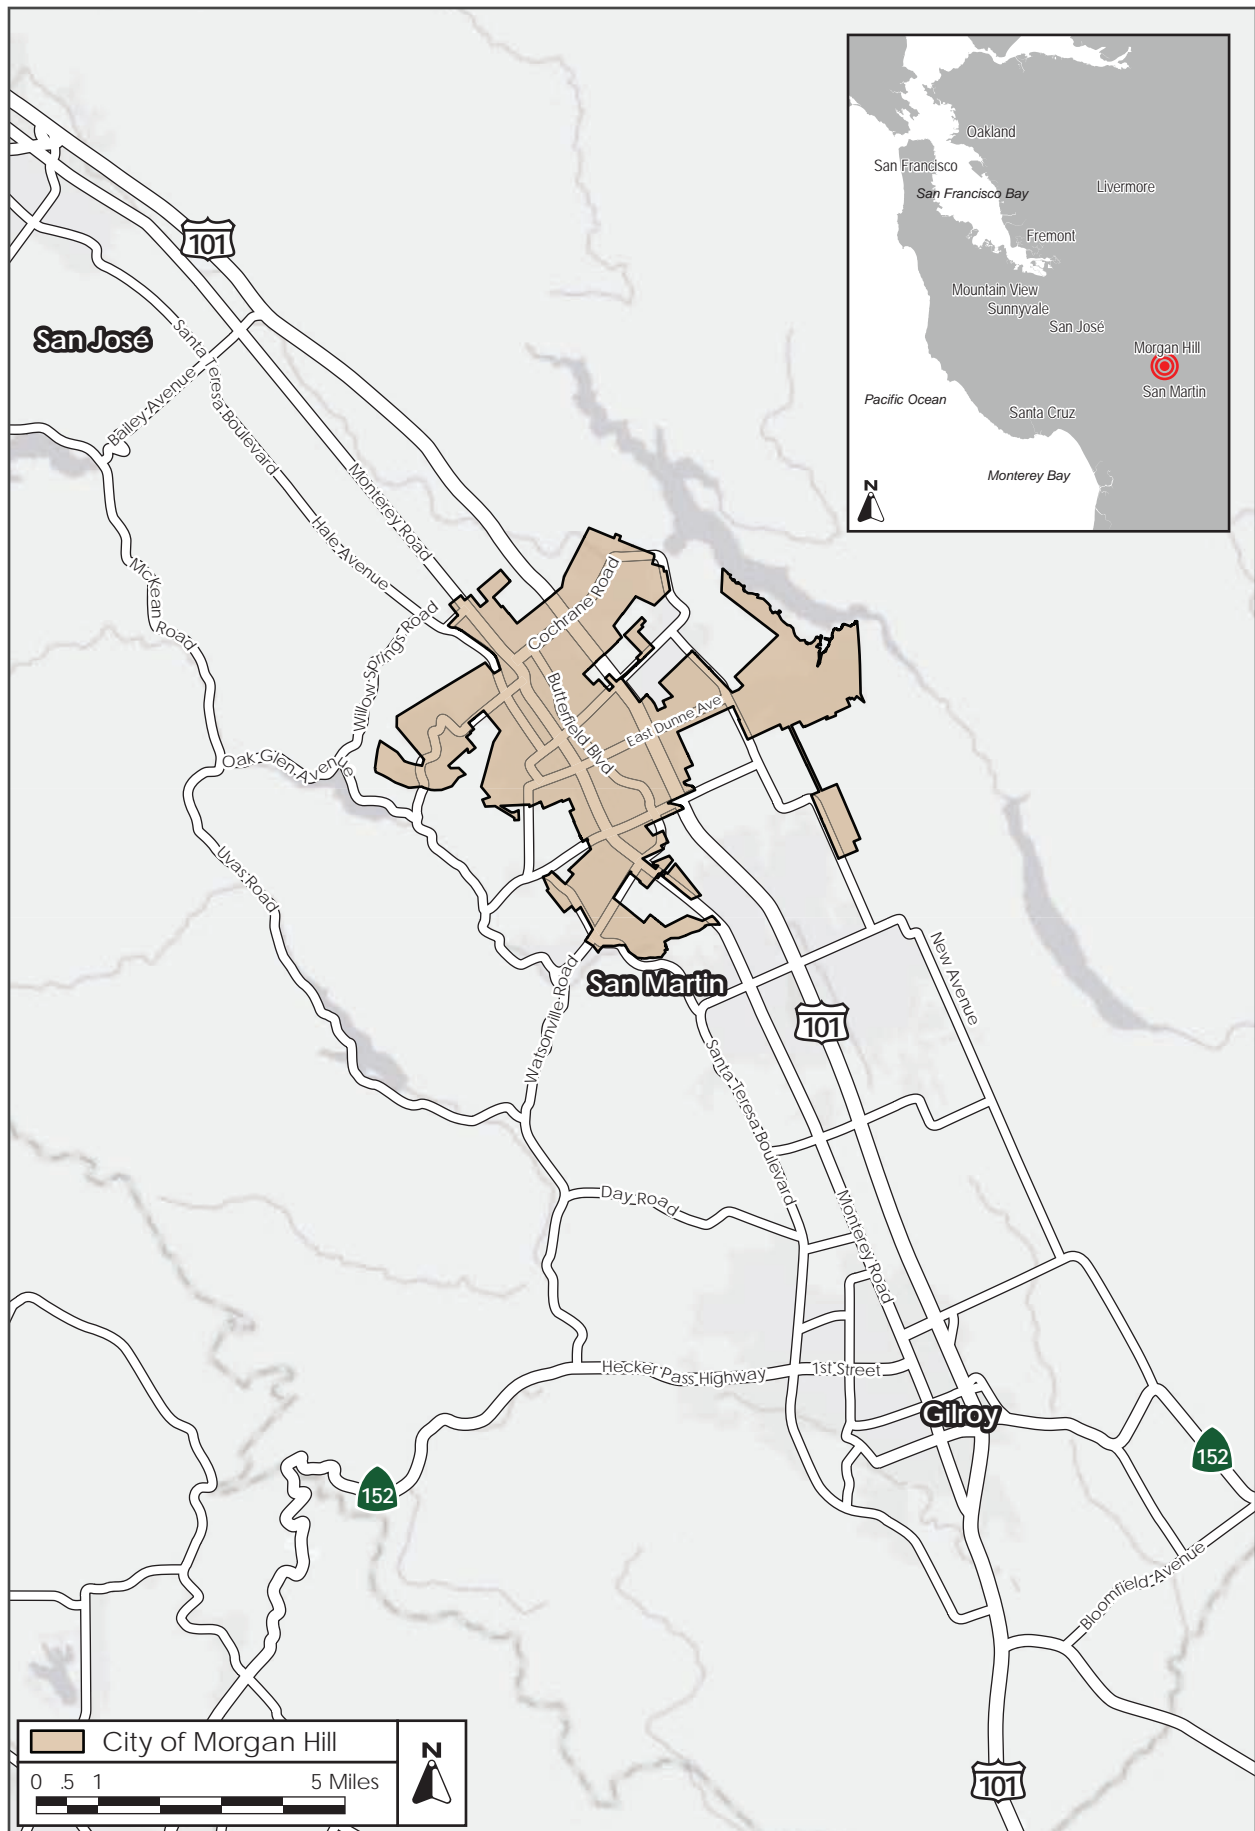 Oakland
San Francisco
San Francisco Bay
Livermore
Fremont
Mountain View
Sunnyvale
San José
Morgan Hill
San Martin
Pacific Ocean
Santa Cruz
Monterey Bay
N
101
San José
Santa Teresa Boulevard
Bailey Avenue
Monterey Road
Hale Avenue
McKean Road
Willow Springs Road
Cochrane Road
Butterfield Blvd
East Dunne Ave
Oak Glen Avenue
Uvas Road
New Avenue
San Martin
101
Watsonville Road
Santa Teresa Boulevard
Day Road
Monterey Road
Hecker Pass Highway
1st Street
Gilroy
152
152
Bloomfield Avenue
101
City of Morgan Hill
N
0 .5 1 5 Miles